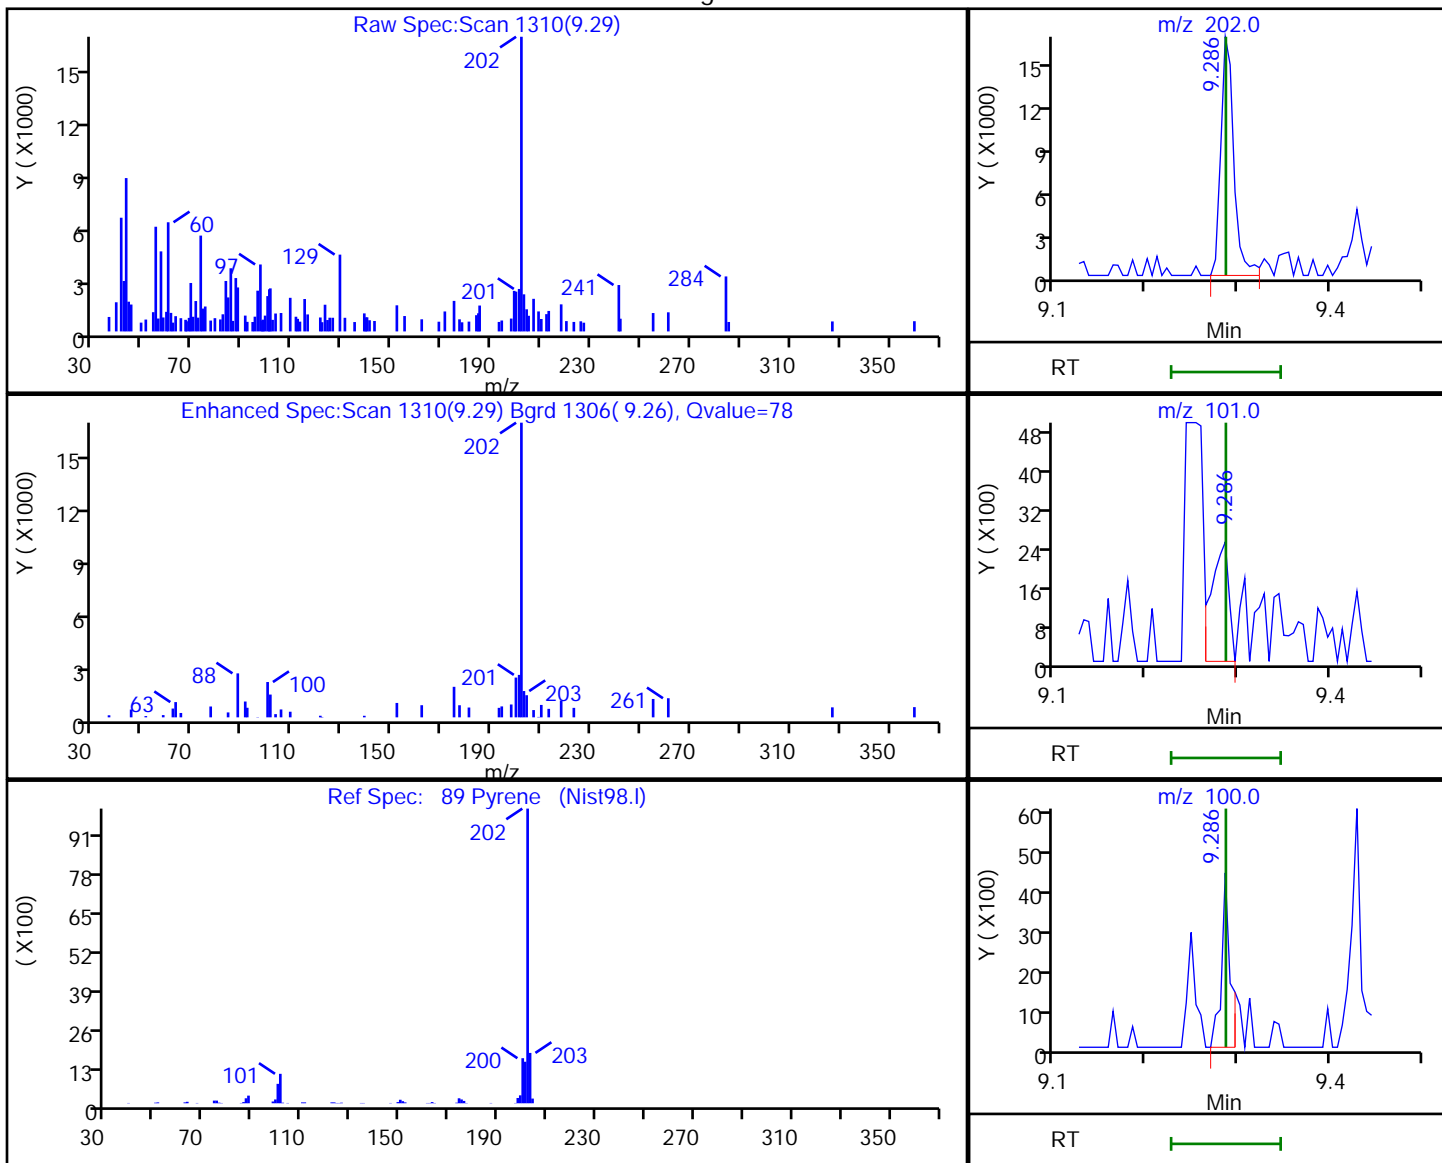 Raw Spec:Scan 1310(9.29)
Y ( X1000)
15
12
9
6
3
0
202
60
97
129
201
241
284
30 70 110 150 190 230 270 310 350
m/z
m/z 202.0
Y ( X1000)
15
12
9
6
3
0
9.286
9.1 9.4
Min
RT
Enhanced Spec:Scan 1310(9.29) Bgrd 1306( 9.26), Qvalue=78
Y ( X1000)
15
12
9
6
3
0
202
63
88
100
201
203
261
30 70 110 150 190 230 270 310 350
m/z
m/z 101.0
Y ( X100)
48
40
32
24
16
8
0
9.286
9.1 9.4
Min
RT
Ref Spec: 89 Pyrene (Nist98.l)
( X100)
91
78
65
52
39
26
13
0
202
101
200
203
30 70 110 150 190 230 270 310 350
m/z 100.0
Y ( X100)
60
50
40
30
20
10
0
9.286
9.1 9.4
Min
RT